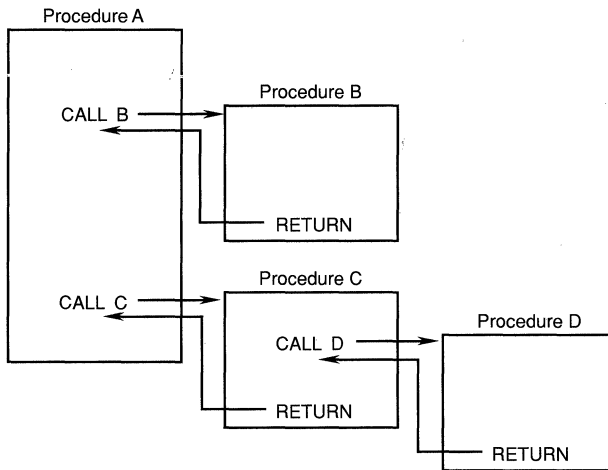 Procedure A
CALL B
Procedure B
RETURN
CALL C
Procedure C
CALL D
RETURN
Procedure D
RETURN